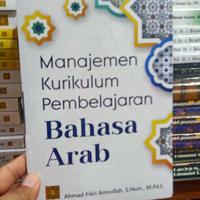 Manajemen
Kurikulum
Pembelajaran
Bahasa
Arab
Ahmad Fikri Amrullah, S.Hum., M.Pd.I.